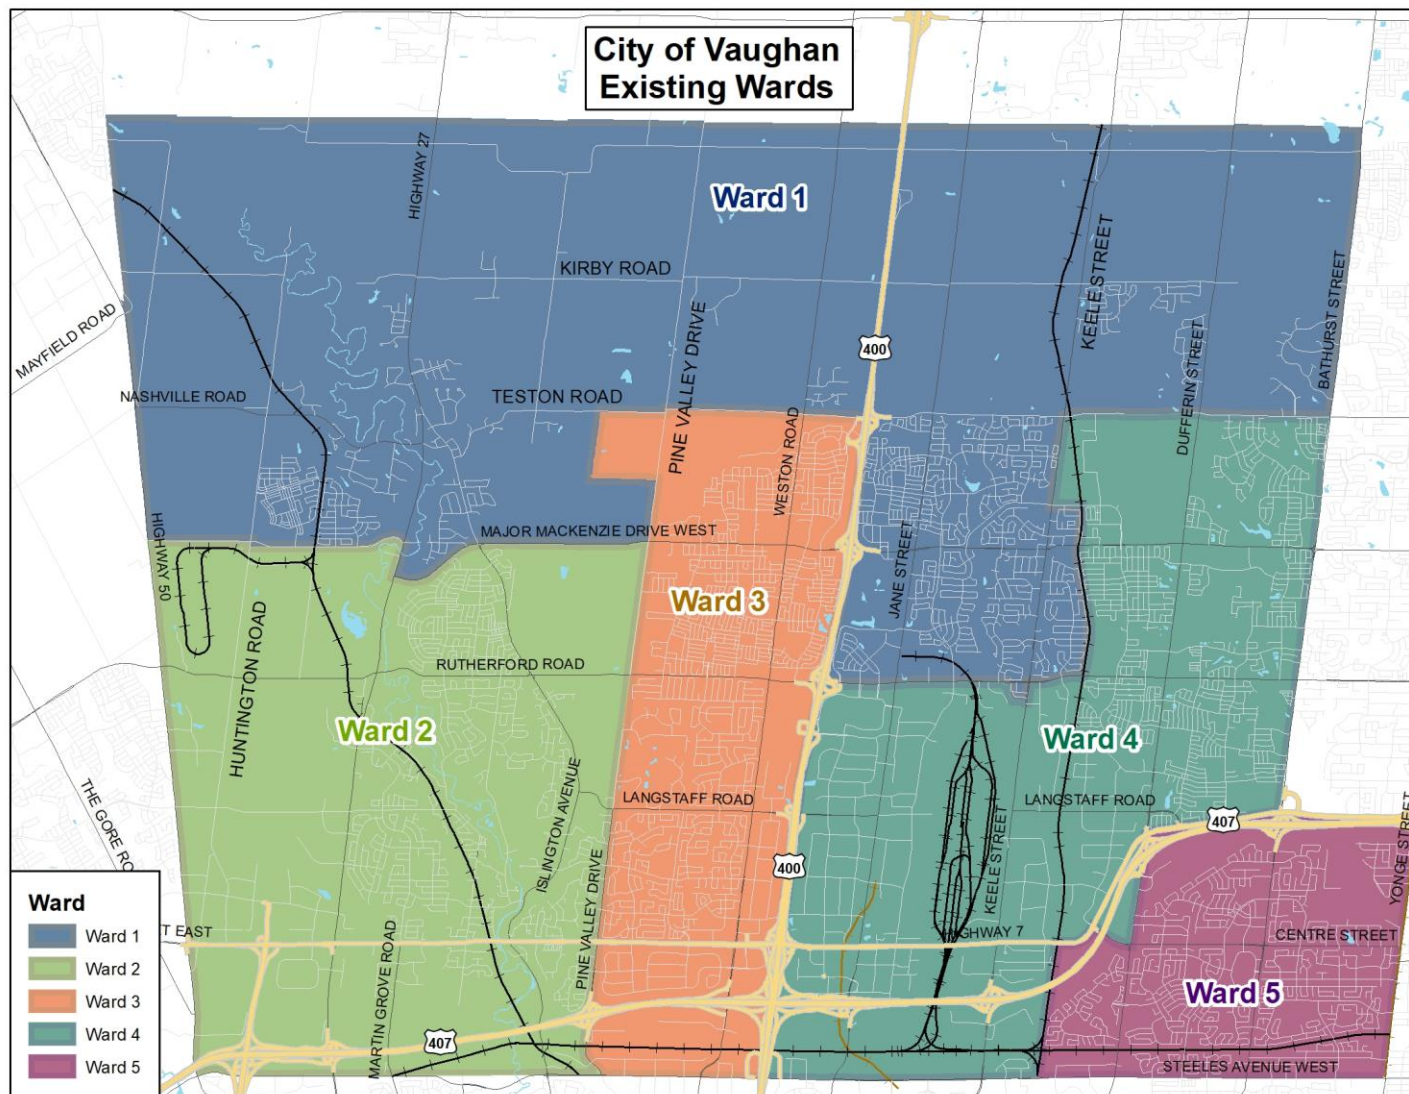 City of Vaughan
Existing Wards
HIGHWAY 27
Ward 1
KIRBY ROAD
KEELE STREET
BATHURST STREET
MAYFIELD ROAD
PINE VALLEY DRIVE
400
DUFFERIN STREET
NASHVILLE ROAD
TESTON ROAD
WESTON ROAD
HIGHWAY 50
MAJOR MACKENZIE DRIVE WEST
JANE STREET
Ward 3
HUNTINGTON ROAD
RUTHERFORD ROAD
Ward 2
Ward 4
THE GORE RO
ISLINGTON AVENUE
LANGSTAFF ROAD
LANGSTAFF ROAD
407
YONGE STREET
400
KEELE STREET
PINE VALLEY DRIVE
MARTIN GROVE ROAD
ET EAST
GHWAY 7
CENTRE STREET
Ward 5
407
STEELES AVENUE WEST
Ward
Ward 1
Ward 2
Ward 3
Ward 4
Ward 5